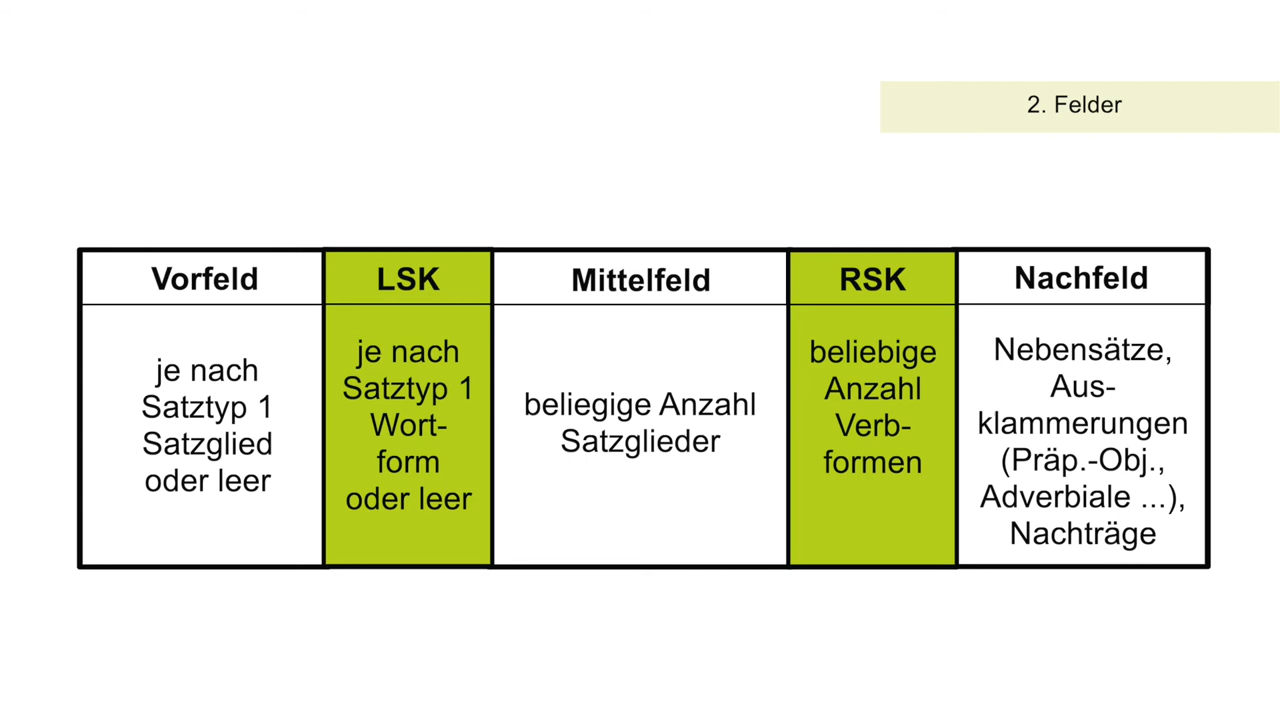 2. Felder
Vorfeld
LSK
Mittelfeld
RSK
Nachfeld
je nach
Satztyp 1
Satzglied
oder leer
je nach
Satztyp 1
Wort-
form
oder leer
beliegige Anzahl
Satzglieder
beliebige
Anzahl
Verb-
formen
Nebensätze,
Aus-
klammerungen
(Präp.-Obj.,
Adverbiale ...),
Nachträge